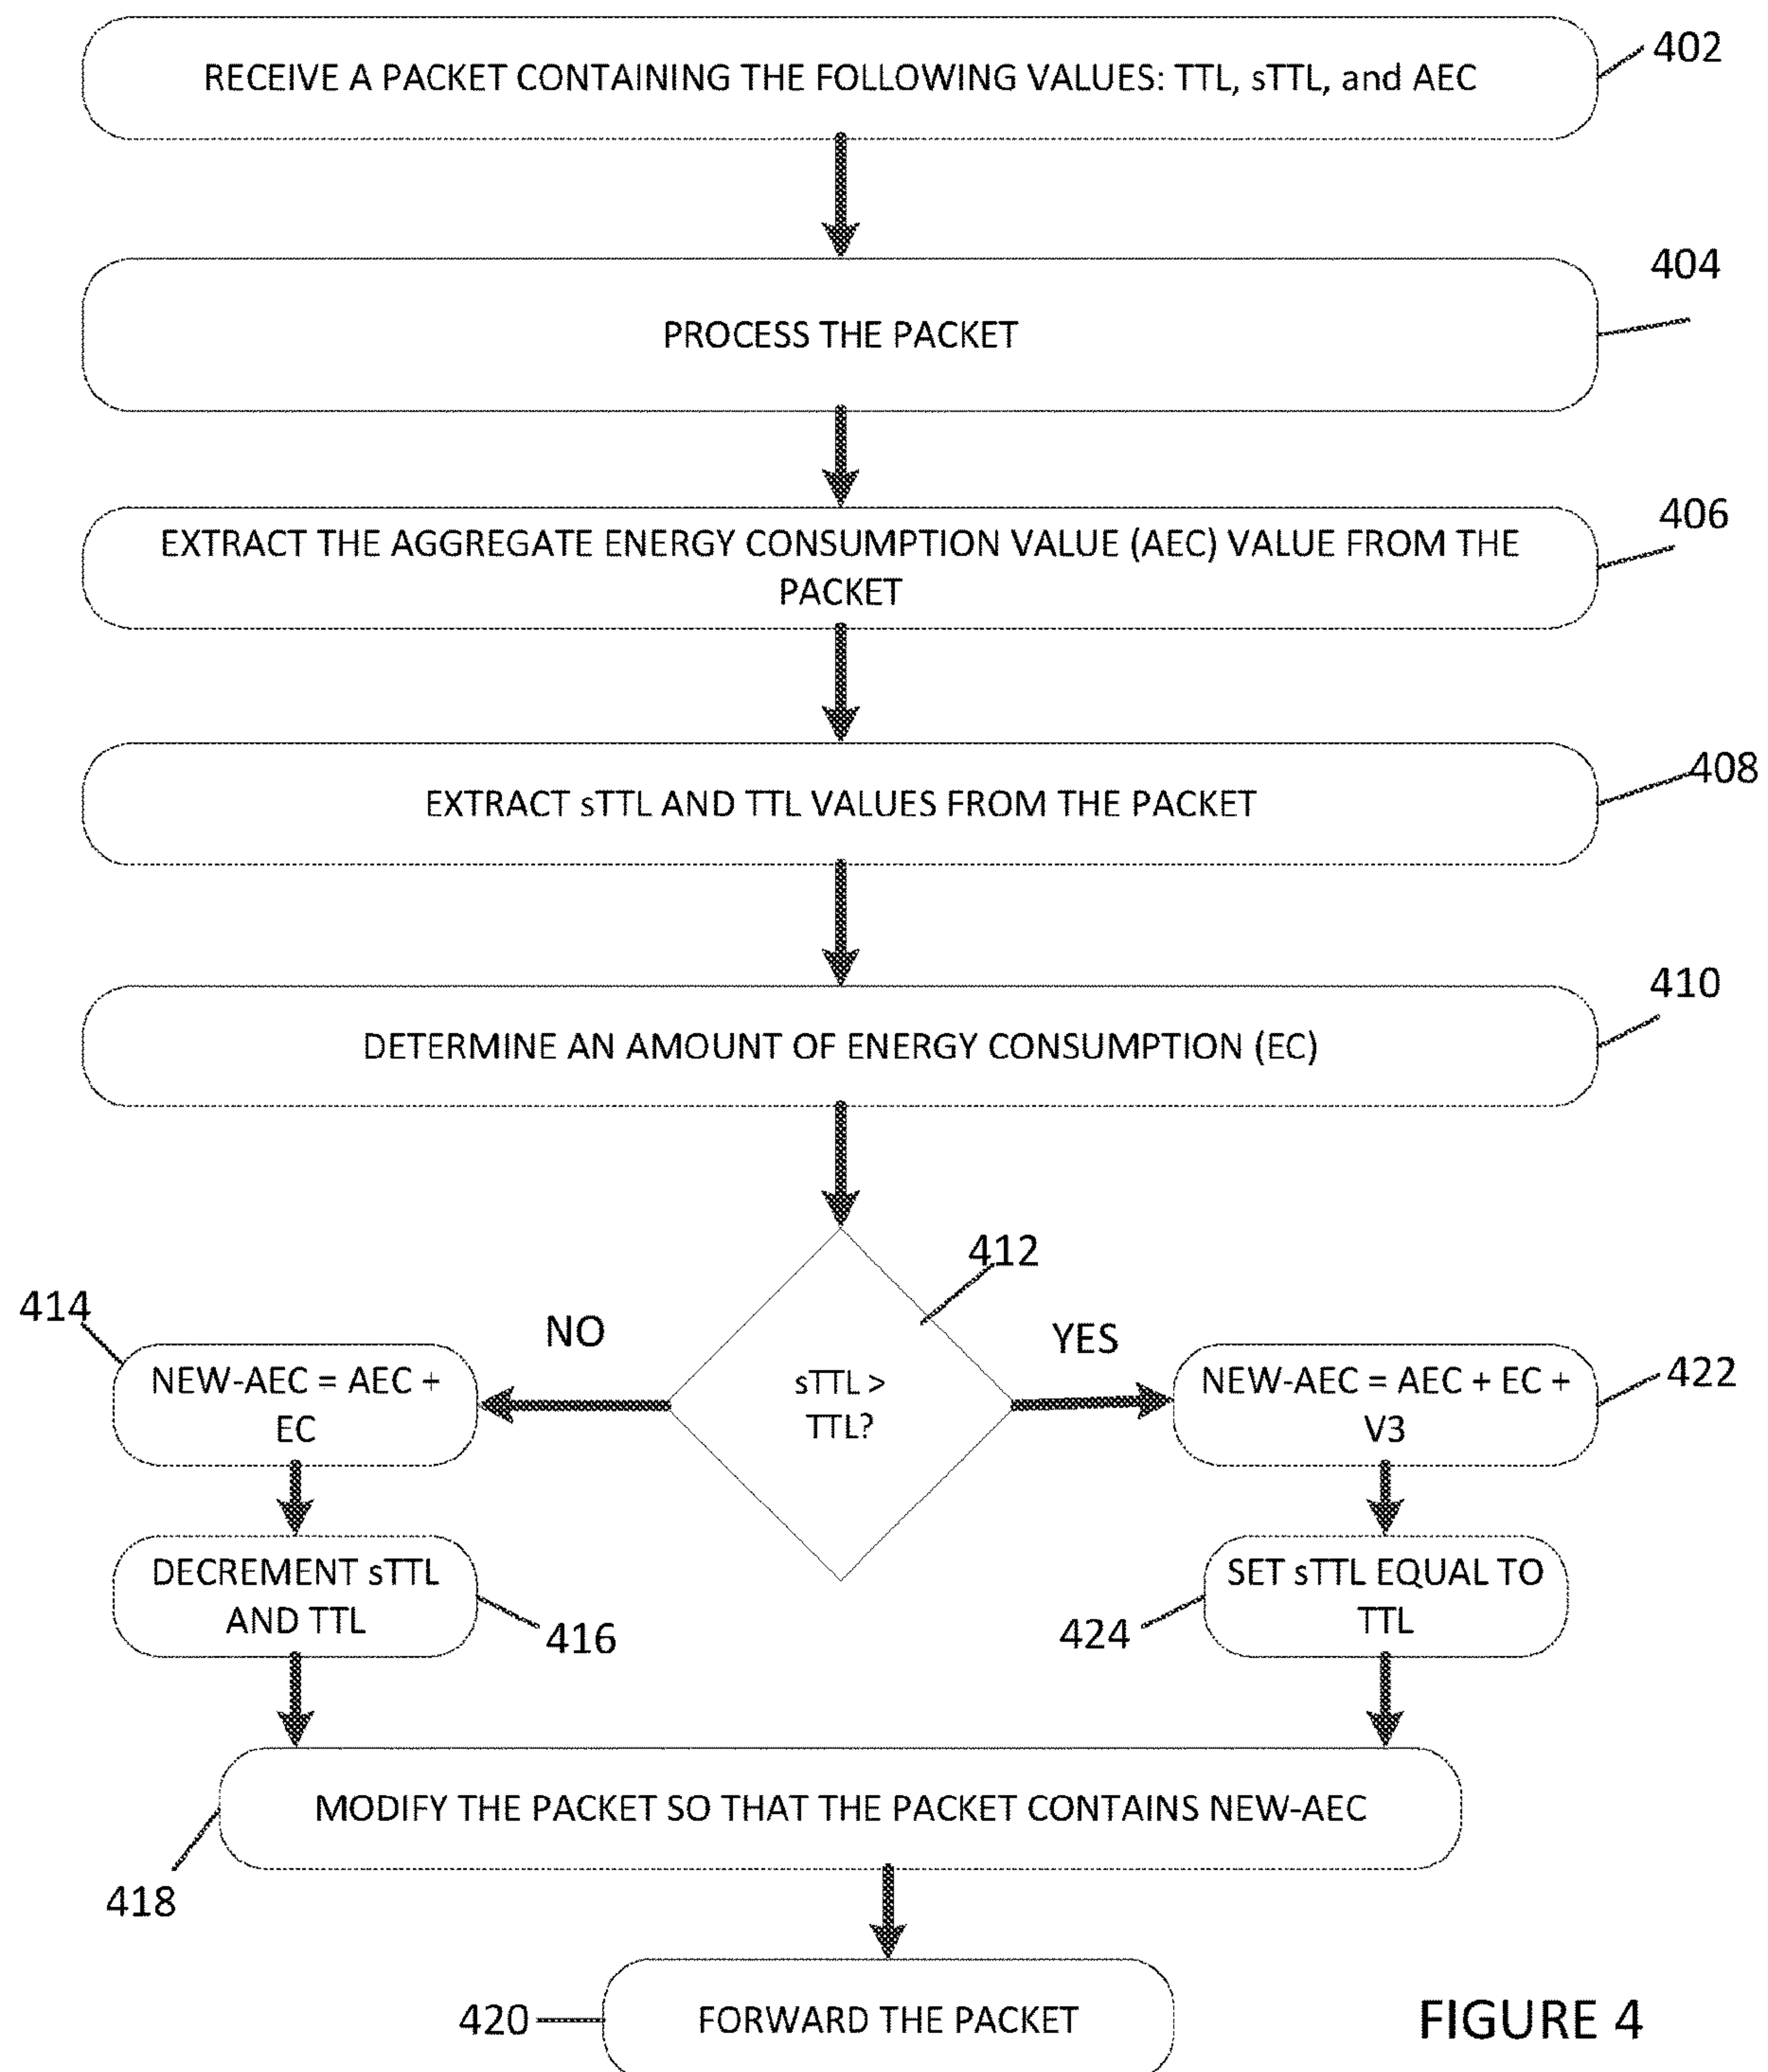 RECEIVE A PACKET CONTAINING THE FOLLOWING VALUES: TTL, sTTL, and AEC
402
PROCESS THE PACKET
404
EXTRACT THE AGGREGATE ENERGY CONSUMPTION VALUE (AEC) VALUE FROM THE
PACKET
406
EXTRACT sTTL AND TTL VALUES FROM THE PACKET
408
DETERMINE AN AMOUNT OF ENERGY CONSUMPTION (EC)
410
412
sTTL >
TTL?
NO
YES
414
NEW-AEC = AEC +
EC
NEW-AEC = AEC + EC +
V3
422
DECREMENT sTTL
AND TTL
416
SET sTTL EQUAL TO
TTL
424
MODIFY THE PACKET SO THAT THE PACKET CONTAINS NEW-AEC
418
FORWARD THE PACKET
420
FIGURE 4